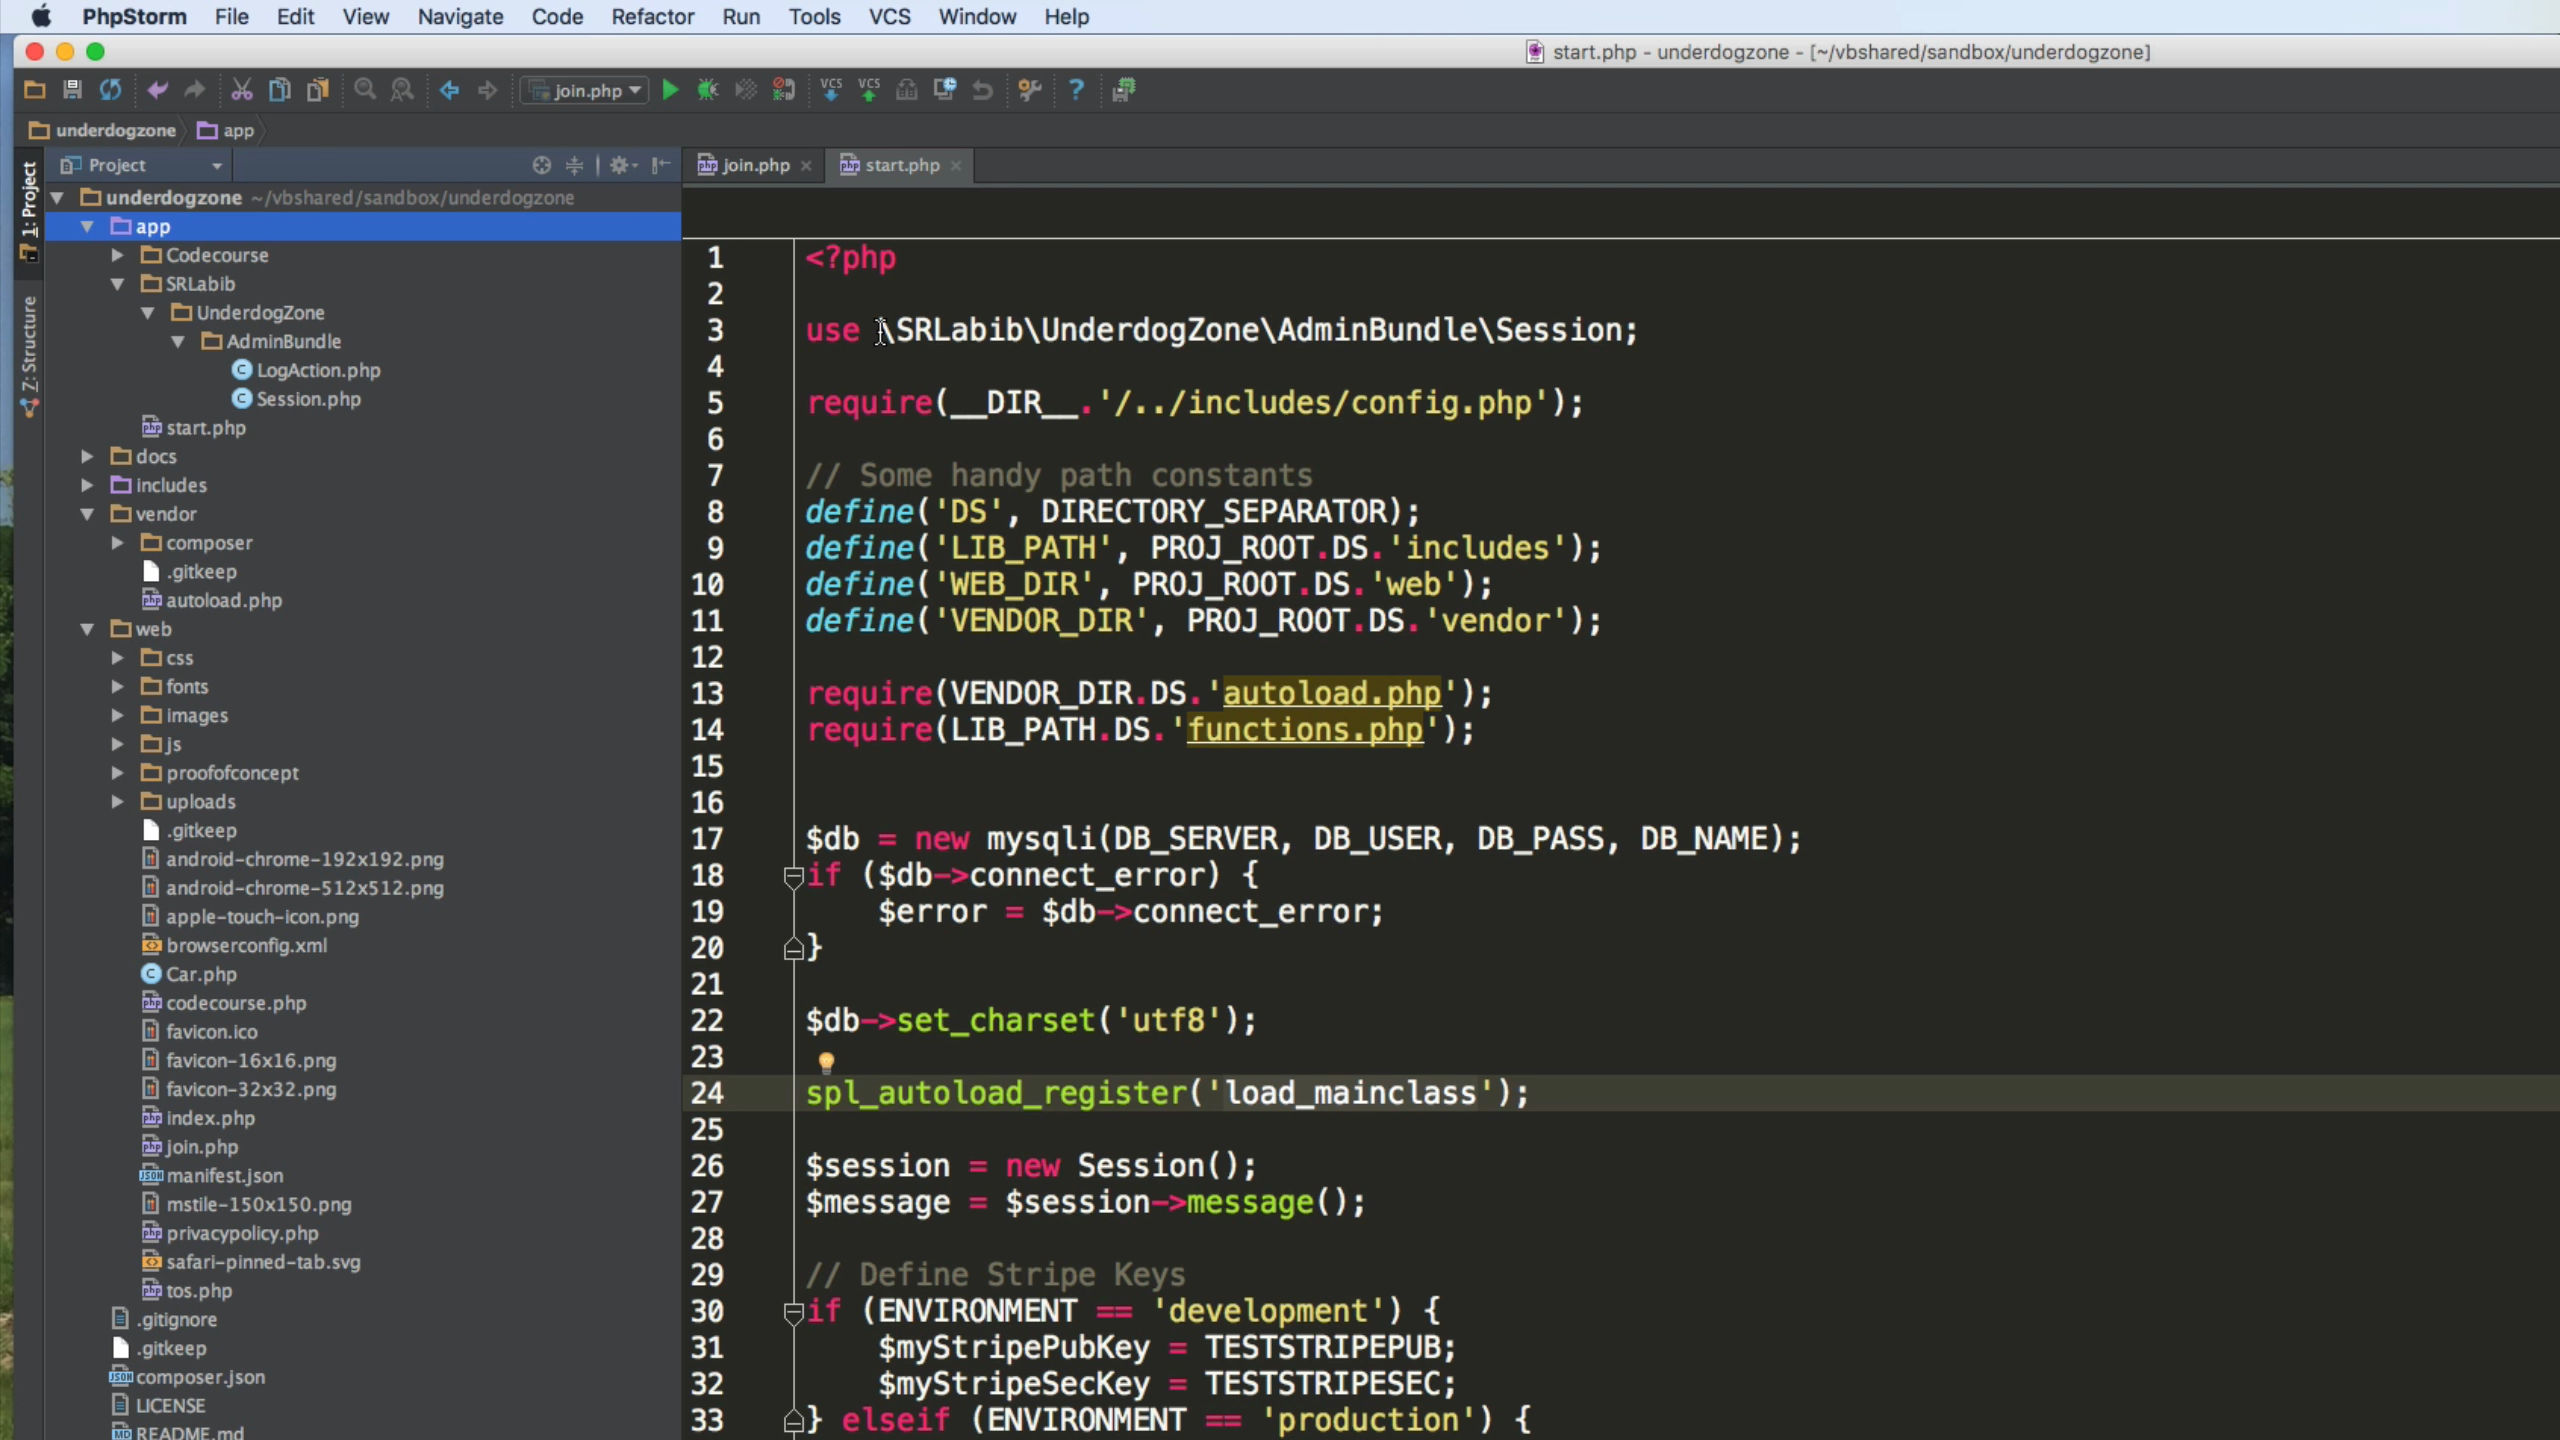 PhpStorm File Edit View Navigate Code Refactor Run Tools VCS Window Help
start.php - underdogzone - [~/vbshared/sandbox/underdogzone]
join.php VCS VCS ?
underdogzone app
1: Project
Z: Structure
Project
underdogzone ~/vbshared/sandbox/underdogzone
app
Codecourse
SRLabib
UnderdogZone
AdminBundle
LogAction.php
Session.php
start.php
docs
includes
vendor
composer
.gitkeep
autoload.php
web
css
fonts
images
js
proofofconcept
uploads
.gitkeep
android-chrome-192x192.png
android-chrome-512x512.png
apple-touch-icon.png
browserconfig.xml
Car.php
codecourse.php
favicon.ico
favicon-16x16.png
favicon-32x32.png
index.php
join.php
manifest.json
mstile-150x150.png
privacypolicy.php
safari-pinned-tab.svg
tos.php
.gitignore
.gitkeep
composer.json
LICENSE
README.md
join.php start.php
1 <?php
2
3 use \SRLabib\UnderdogZone\AdminBundle\Session;
4
5 require(__DIR__.'/../includes/config.php');
6
7 // Some handy path constants
8 define('DS', DIRECTORY_SEPARATOR);
9 define('LIB_PATH', PROJ_ROOT.DS.'includes');
10 define('WEB_DIR', PROJ_ROOT.DS.'web');
11 define('VENDOR_DIR', PROJ_ROOT.DS.'vendor');
12
13 require(VENDOR_DIR.DS.'autoload.php');
14 require(LIB_PATH.DS.'functions.php');
15
16
17 $db = new mysqli(DB_SERVER, DB_USER, DB_PASS, DB_NAME);
18 if ($db->connect_error) {
19 $error = $db->connect_error;
20 }
21
22 $db->set_charset('utf8');
23
24 spl_autoload_register('load_mainclass');
25
26 $session = new Session();
27 $message = $session->message();
28
29 // Define Stripe Keys
30 if (ENVIRONMENT == 'development') {
31 $myStripePubKey = TESTSTRIPEPUB;
32 $myStripeSecKey = TESTSTRIPESEC;
33 } elseif (ENVIRONMENT == 'production') {